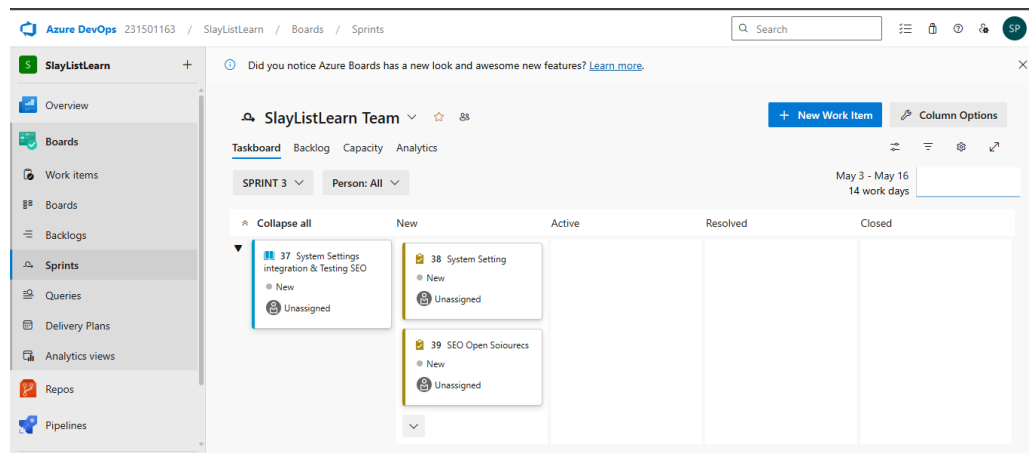 Azure DevOps 231501163 / SlayListLearn / Boards / Sprints
Search
SP
S SlayListLearn +
Did you notice Azure Boards has a new look and awesome new features? Learn more.
Overview
Boards
Work items
Boards
Backlogs
Sprints
Queries
Delivery Plans
Analytics views
Repos
Pipelines
SlayListLearn Team
+ New Work Item
Column Options
Taskboard Backlog Capacity Analytics
SPRINT 3
Person: All
May 3 - May 16
14 work days
Collapse all
New
Active
Resolved
Closed
37 System Settings
integration & Testing SEO
New
Unassigned
38 System Setting
New
Unassigned
39 SEO Open Soiourecs
New
Unassigned